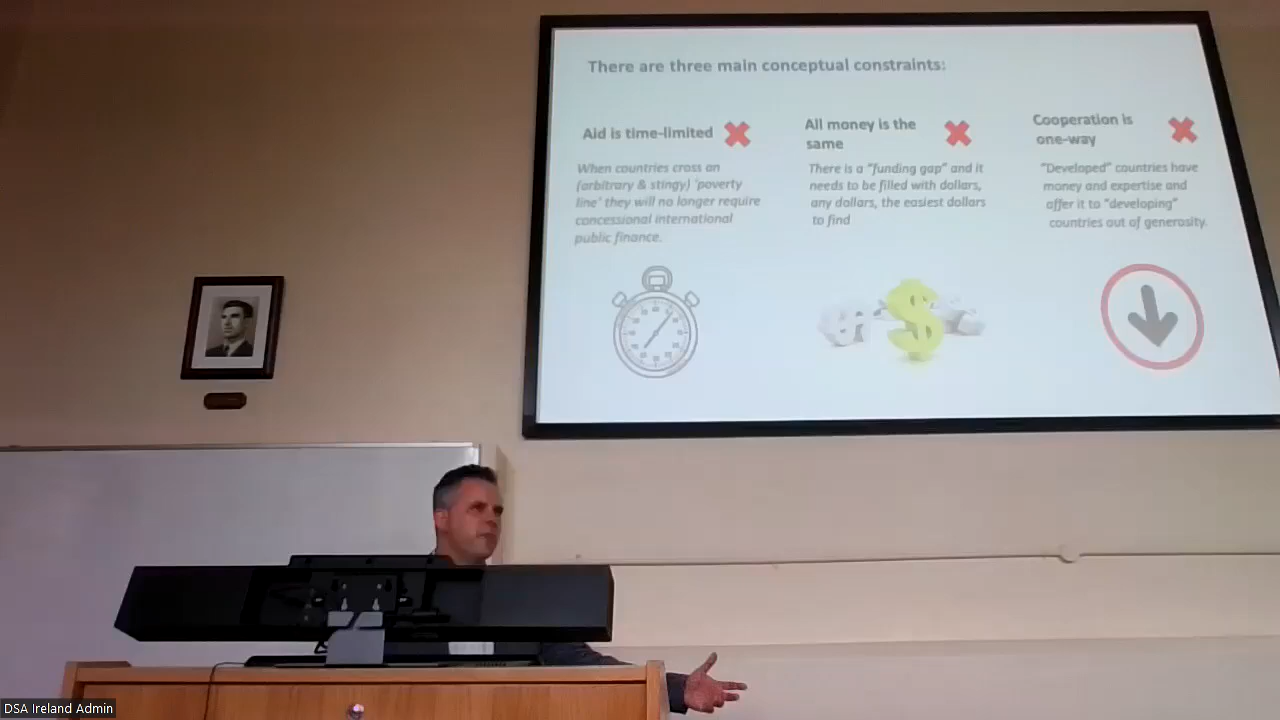 There are three main conceptual constraints:
Aid is time-limited
When countries cross an
(arbitrary & stingy) 'poverty
line' they will no longer require
concessional international
public finance.
All money is the
same
There is a "funding gap" and it
needs to be filled with dollars,
any dollars, the easiest dollars
to find
Cooperation is
one-way
"Developed" countries have
money and expertise and
offer it to "developing"
countries out of generosity.
DSA Ireland Admin